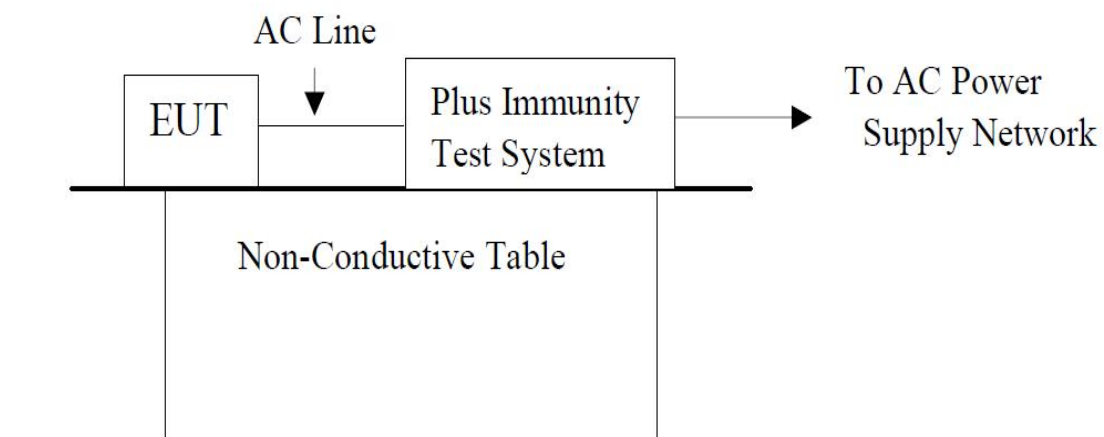 AC Line
EUT
Plus Immunity
Test System
To AC Power
Supply Network
Non-Conductive Table